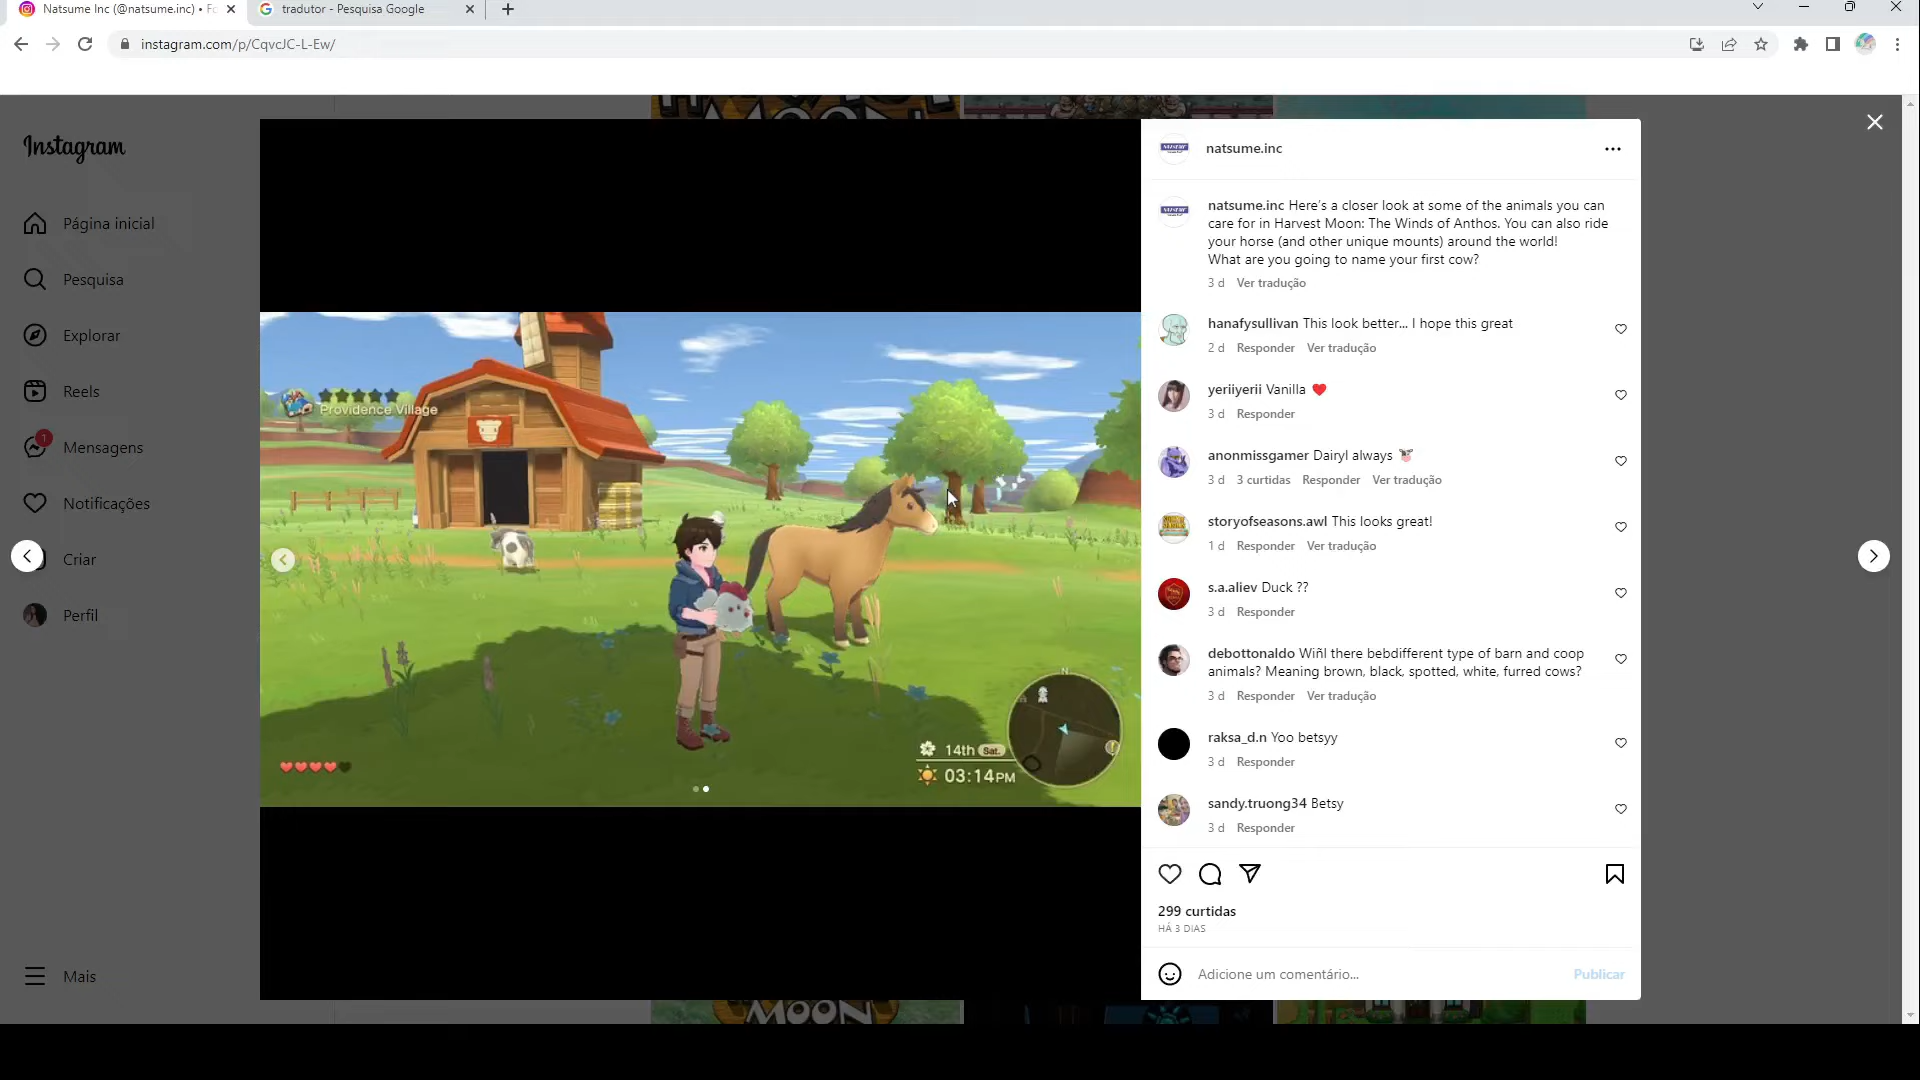 Natsume Inc (@natsume.inc) • Fo
tradutor - Pesquisa Google
instagram.com/p/CqvcJC-L-Ew/
MOON
Instagram
Página inicial
Pesquisa
Explorar
Reels
1
Mensagens
Notificações
Criar
Perfil
Mais
Providence Village
N
14th Sat.
03:14PM
MOON
natsume.inc
natsume.inc Here's a closer look at some of the animals you can
care for in Harvest Moon: The Winds of Anthos. You can also ride
your horse (and other unique mounts) around the world!
What are you going to name your first cow?
3 d Ver tradução
hanafysullivan This look better... I hope this great
2 d Responder Ver tradução
yeriiyerii Vanilla ❤️
3 d Responder
anonmissgamer Dairyl always 🐮
3 d 3 curtidas Responder Ver tradução
storyofseasons.awl This looks great!
1 d Responder Ver tradução
s.a.aliev Duck ??
3 d Responder
debottonaldo Wiñl there bebdifferent type of barn and coop
animals? Meaning brown, black, spotted, white, furred cows?
3 d Responder Ver tradução
raksa_d.n Yoo betsyy
3 d Responder
sandy.truong34 Betsy
3 d Responder
299 curtidas
HÁ 3 DIAS
Adicione um comentário...
Publicar